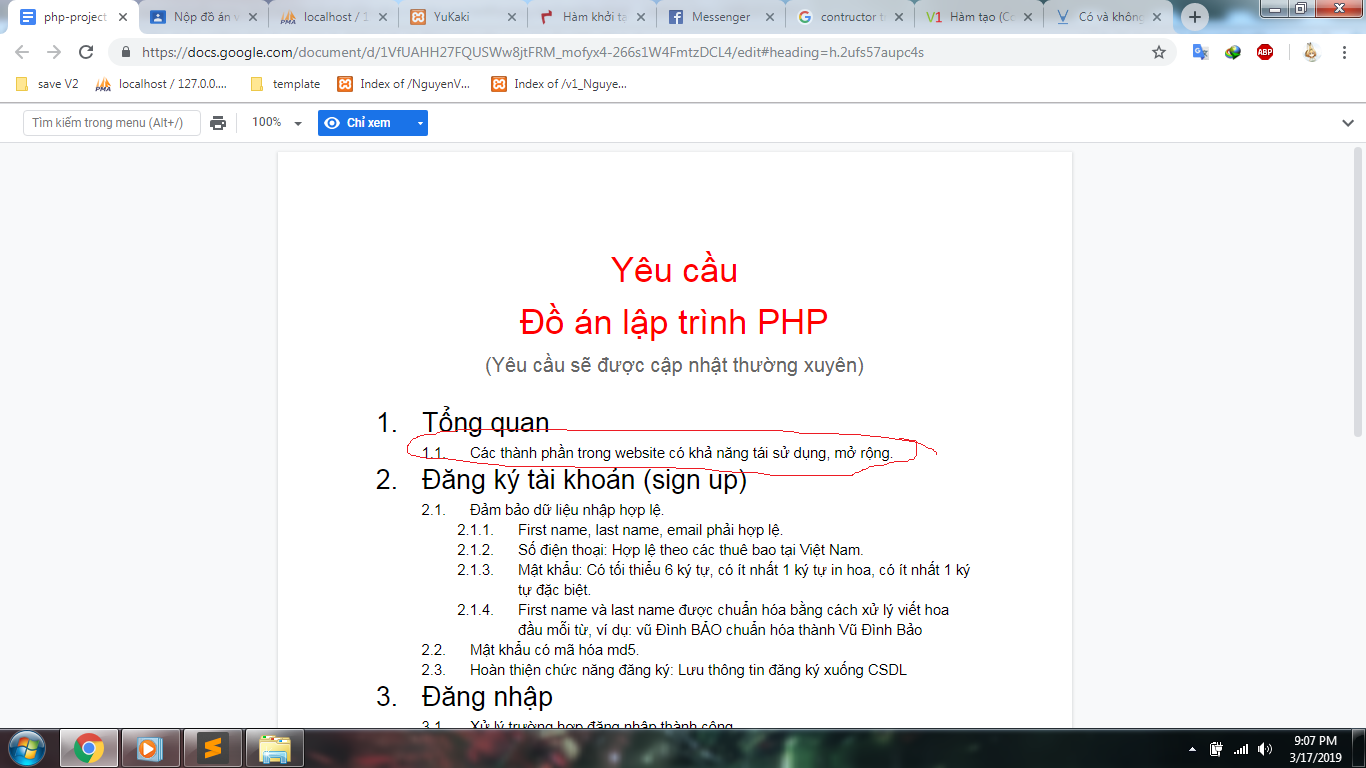 php-project
Nộp đồ án v
localhost / 1
YuKaki
Hàm khởi tạ
Messenger
contructor t
V1 Hàm tạo (Co
Có và không
https://docs.google.com/document/d/1VfUAHH27FQUSWw8jtFRM_mofyx4-266s1W4FmtzDCL4/edit#heading=h.2ufs57aupc4s
ABP
save V2
PMA localhost / 127.0.0....
template
Index of /NguyenV...
Index of /v1_Nguye...
Tìm kiếm trong menu (Alt+/)
100%
Chỉ xem
Yêu cầu
Đồ án lập trình PHP
(Yêu cầu sẽ được cập nhật thường xuyên)
1. Tổng quan
1.1. Các thành phần trong website có khả năng tái sử dụng, mở rộng.
2. Đăng ký tài khoản (sign up)
2.1. Đảm bảo dữ liệu nhập hợp lệ.
2.1.1. First name, last name, email phải hợp lệ.
2.1.2. Số điện thoại: Hợp lệ theo các thuê bao tại Việt Nam.
2.1.3. Mật khẩu: Có tối thiểu 6 ký tự, có ít nhất 1 ký tự in hoa, có ít nhất 1 ký
tự đặc biệt.
2.1.4. First name và last name được chuẩn hóa bằng cách xử lý viết hoa
đầu mỗi từ, ví dụ: vũ Đình BẢO chuẩn hóa thành Vũ Đình Bảo
2.2. Mật khẩu có mã hóa md5.
2.3. Hoàn thiện chức năng đăng ký: Lưu thông tin đăng ký xuống CSDL
3. Đăng nhập
3.1. Xử lý trường hợp đăng nhập thành công
9:07 PM
3/17/2019